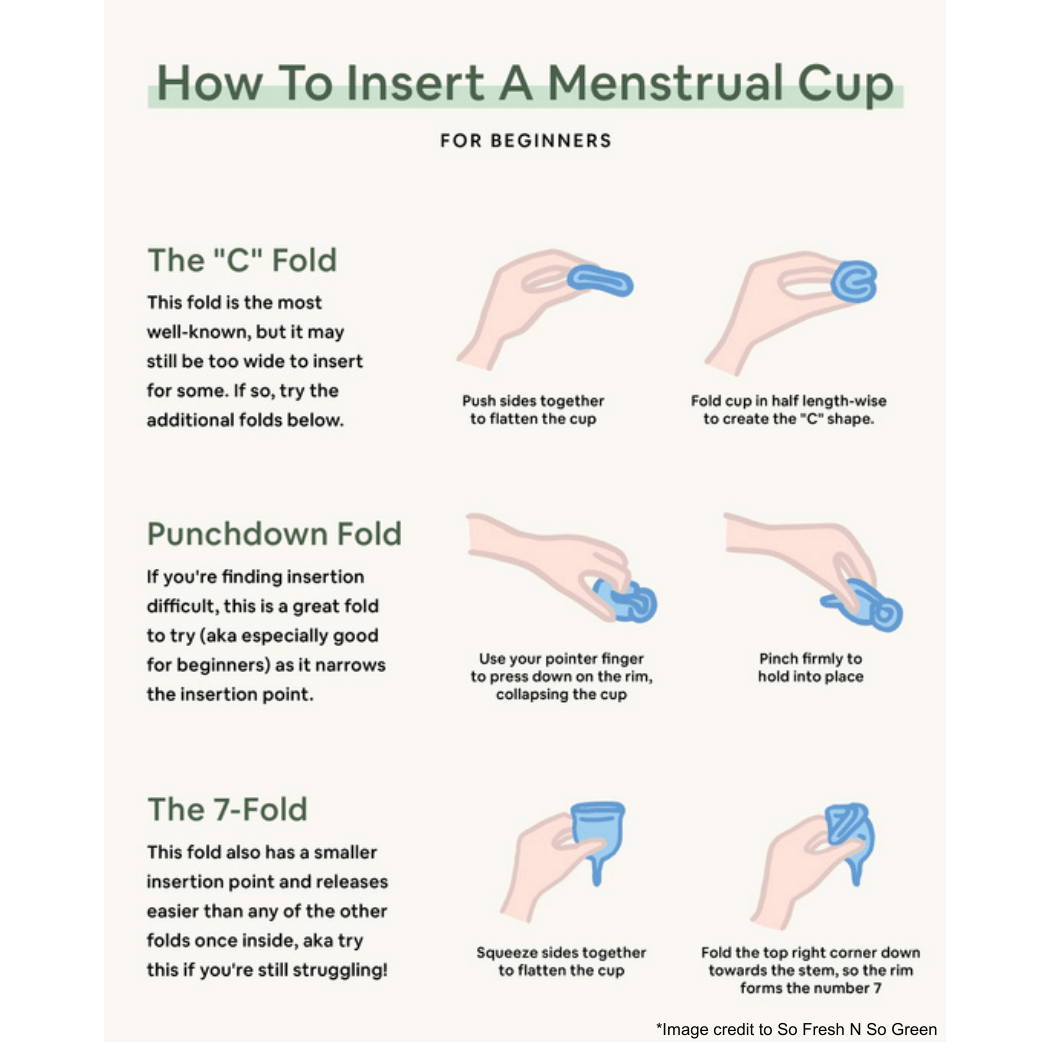 How To Insert A Menstrual Cup
FOR BEGINNERS
The "C" Fold
This fold is the most
well-known, but it may
still be too wide to insert
for some. If so, try the
additional folds below.
Push sides together
to flatten the cup
Fold cup in half length-wise
to create the "C" shape.
Punchdown Fold
If you're finding insertion
difficult, this is a great fold
to try (aka especially good
for beginners) as it narrows
the insertion point.
Use your pointer finger
to press down on the rim,
collapsing the cup
Pinch firmly to
hold into place
The 7-Fold
This fold also has a smaller
insertion point and releases
easier than any of the other
folds once inside, aka try
this if you're still struggling!
Squeeze sides together
to flatten the cup
Fold the top right corner down
towards the stem, so the rim
forms the number 7
*Image credit to So Fresh N So Green